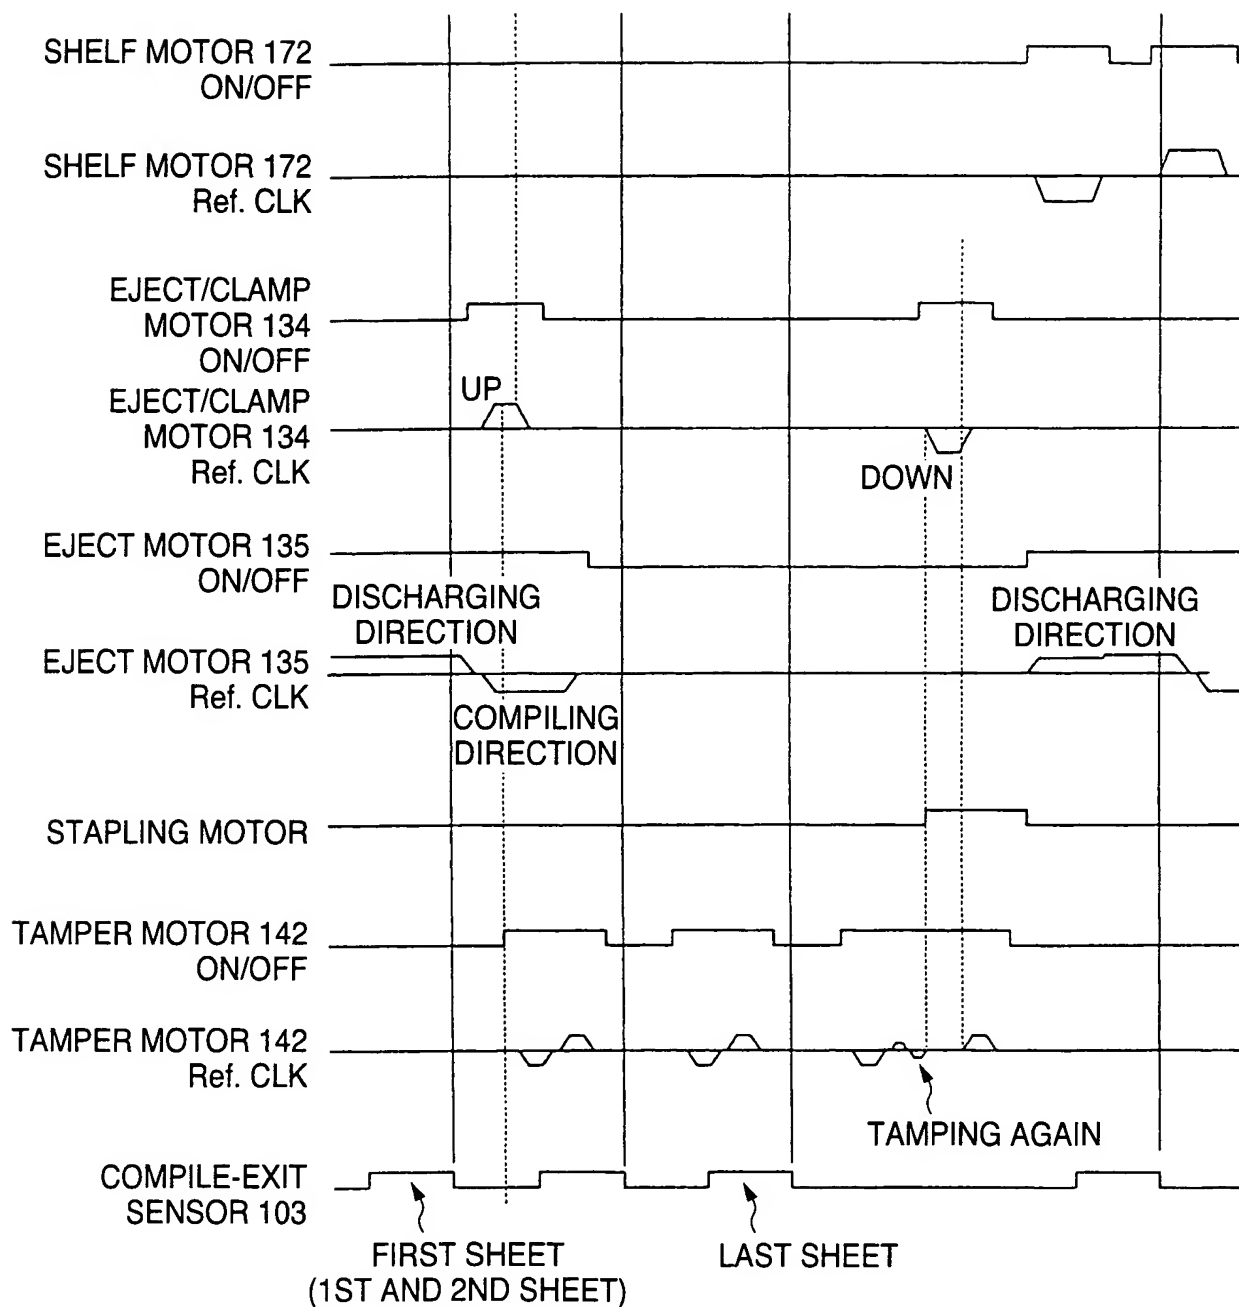 SHELF MOTOR 172
ON/OFF
SHELF MOTOR 172
Ref. CLK
EJECT/CLAMP
MOTOR 134
ON/OFF
UP
EJECT/CLAMP
MOTOR 134
Ref. CLK
DOWN
EJECT MOTOR 135
ON/OFF
DISCHARGING
DIRECTION
DISCHARGING
DIRECTION
EJECT MOTOR 135
Ref. CLK
COMPILING
DIRECTION
STAPLING MOTOR
TAMPER MOTOR 142
ON/OFF
TAMPER MOTOR 142
Ref. CLK
TAMPING AGAIN
COMPILE-EXIT
SENSOR 103
FIRST SHEET
(1ST AND 2ND SHEET)
LAST SHEET